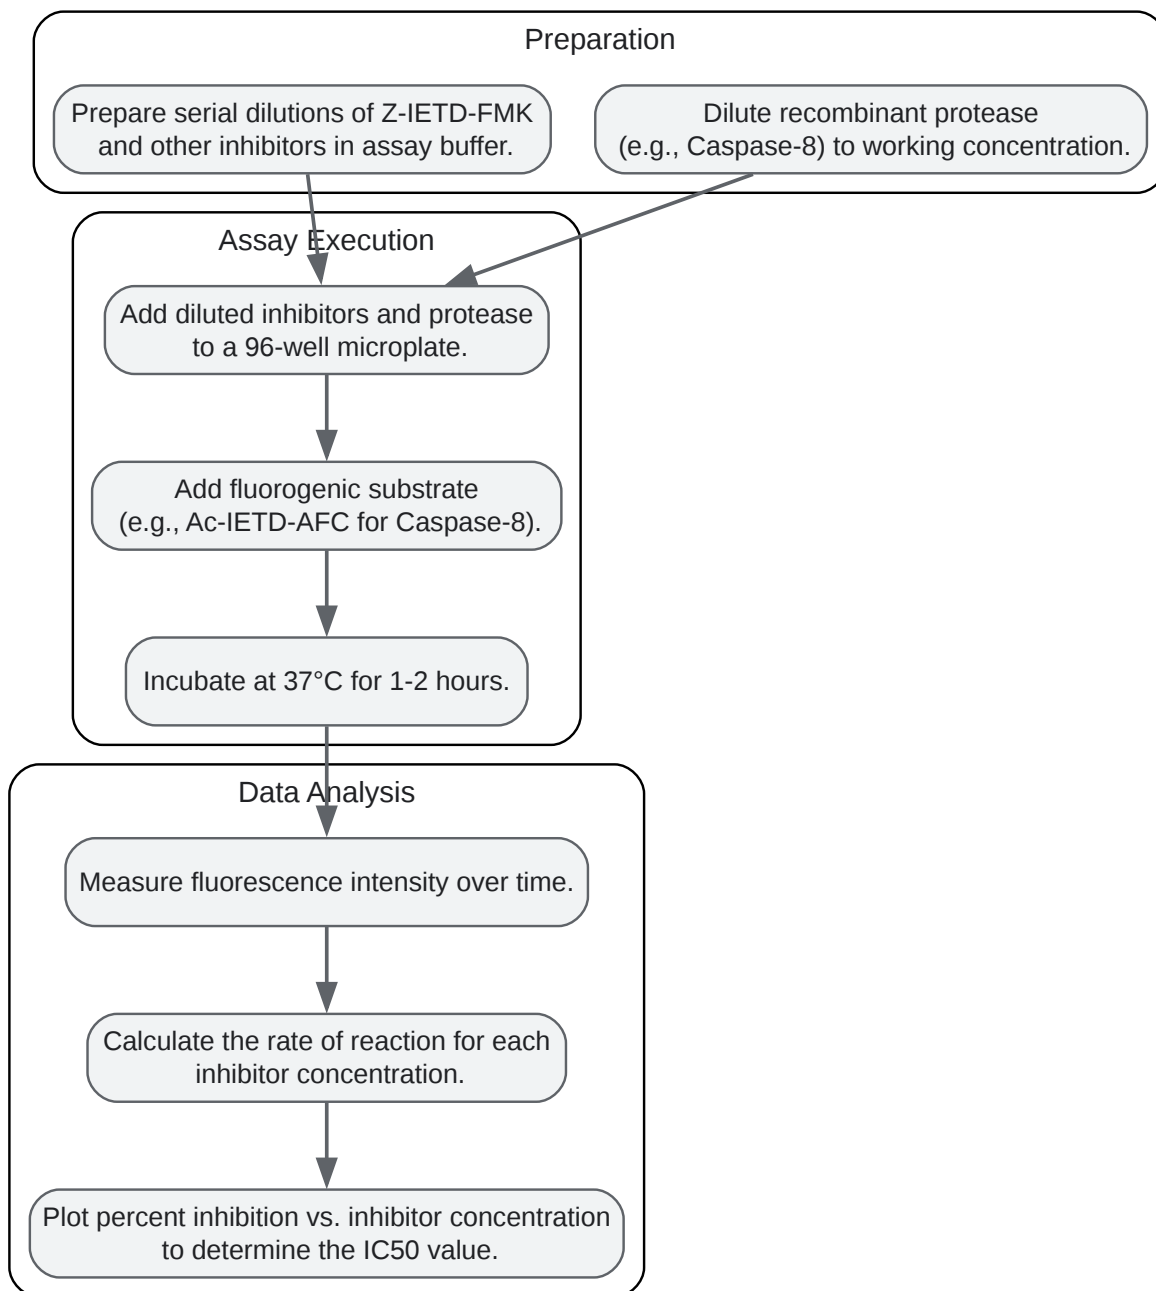 Preparation
Prepare serial dilutions of Z-IETD-FMK
and other inhibitors in assay buffer.
Dilute recombinant protease
(e.g., Caspase-8) to working concentration.
Assay Execution
Add diluted inhibitors and protease
to a 96-well microplate.
Add fluorogenic substrate
(e.g., Ac-IETD-AFC for Caspase-8).
Incubate at 37°C for 1-2 hours.
Data Analysis
Measure fluorescence intensity over time.
Calculate the rate of reaction for each
inhibitor concentration.
Plot percent inhibition vs. inhibitor concentration
to determine the IC50 value.